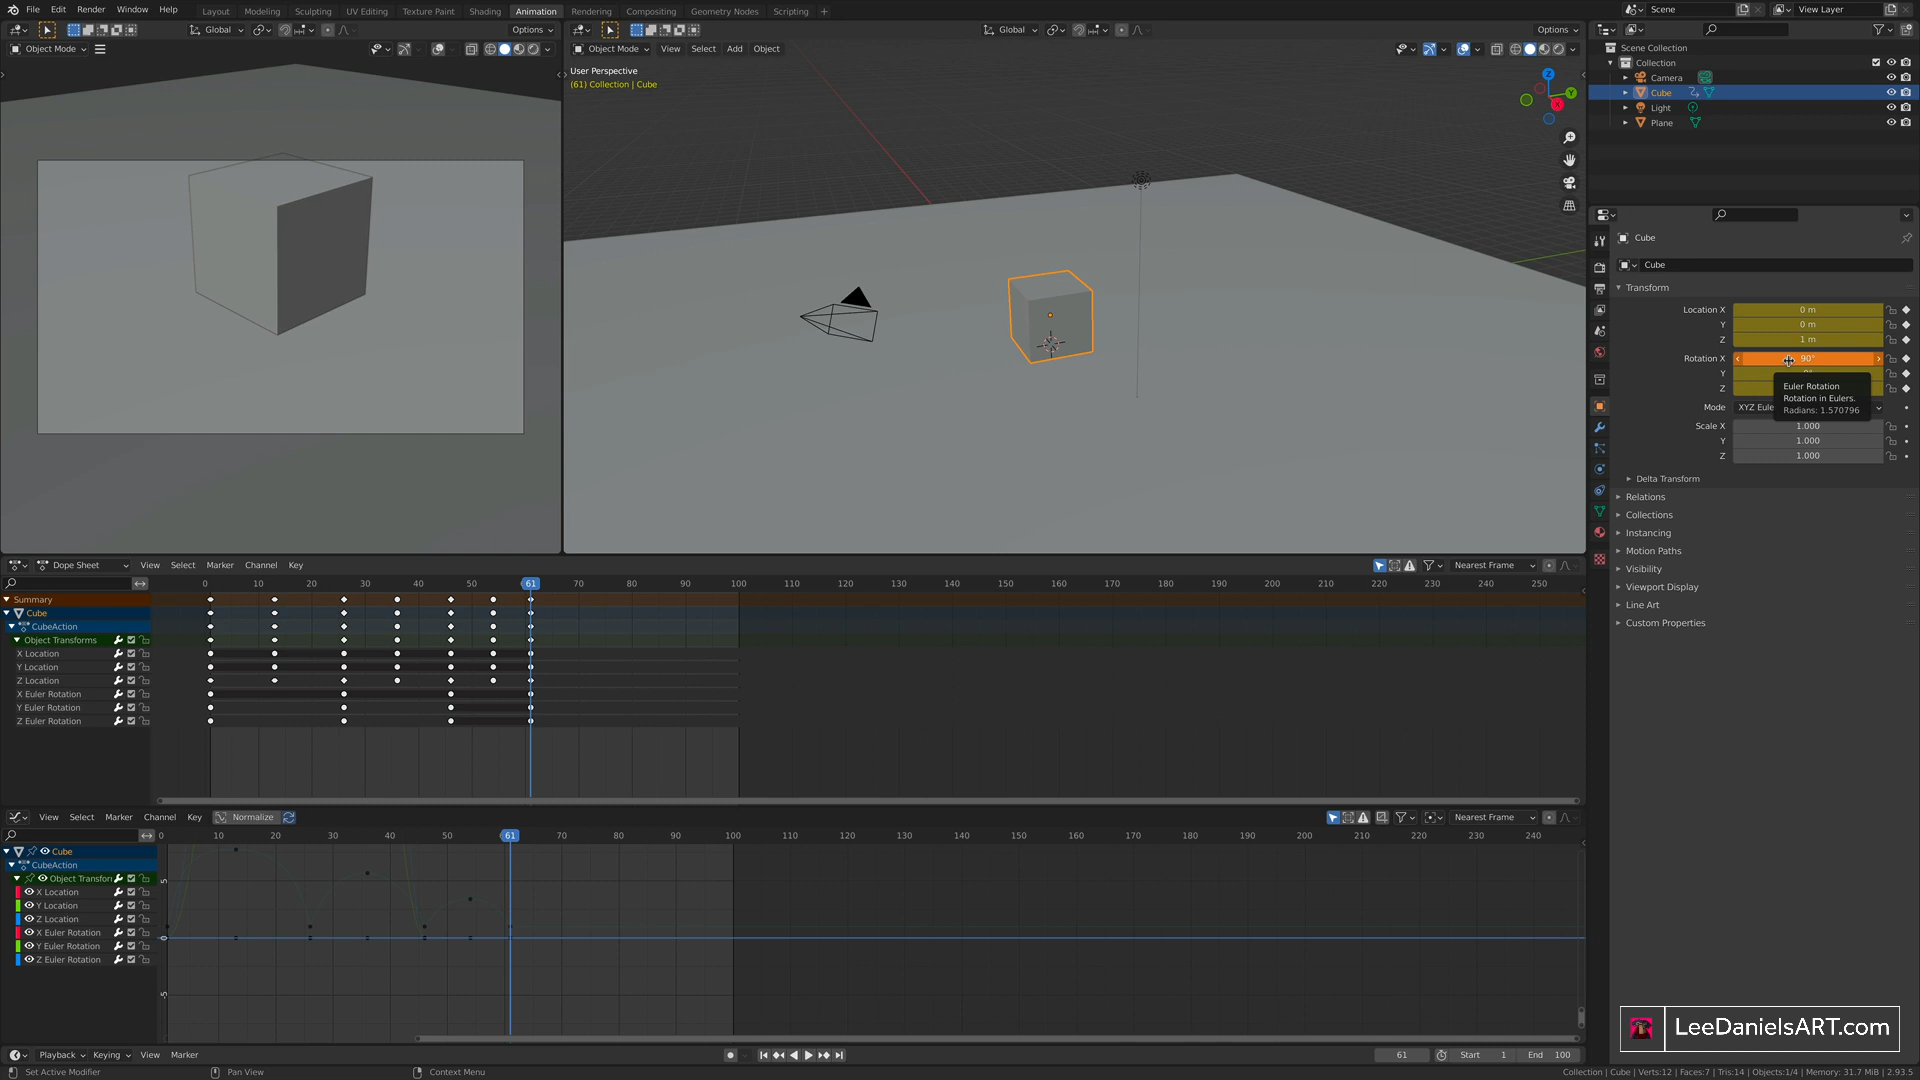 File Edit Render Window Help Layout Modeling Sculpting UV Editing Texture Paint Shading Animation Rendering Compositing Geometry Nodes Scripting + Scene View Layer
Global Options Global Options
Object Mode Object Mode View Select Add Object
User Perspective
(61) Collection | Cube
X
Y
Z
Scene Collection
Collection
Camera
Cube
Light
Plane
Cube
Cube
Transform
Location X 0 m
Y 0 m
Z 1 m
Rotation X 90°
Y
Z
Euler Rotation
Rotation in Eulers.
Radians: 1.570796
Mode XYZ Eule
Scale X 1.000
Y 1.000
Z 1.000
Delta Transform
Relations
Collections
Instancing
Motion Paths
Visibility
Viewport Display
Line Art
Custom Properties
Dope Sheet View Select Marker Channel Key Nearest Frame
0 10 20 30 40 50 61 70 80 90 100 110 120 130 140 150 160 170 180 190 200 210 220 230 240 250
Summary
Cube
CubeAction
Object Transforms
X Location
Y Location
Z Location
X Euler Rotation
Y Euler Rotation
Z Euler Rotation
View Select Marker Channel Key Normalize Nearest Frame
0 10 20 30 40 50 61 70 80 90 100 110 120 130 140 150 160 170 180 190 200 210 220 230 240
Cube
CubeAction
Object Transfor
X Location
Y Location
Z Location
X Euler Rotation
Y Euler Rotation
Z Euler Rotation
5
0
-5
LeeDanielsART.com
Playback Keying View Marker 61 Start 1 End 100
Set Active Modifier Pan View Context Menu Collection | Cube | Verts:12 | Faces:7 | Tris:14 | Objects:1/4 | Memory: 31.7 MiB | 2.93.5